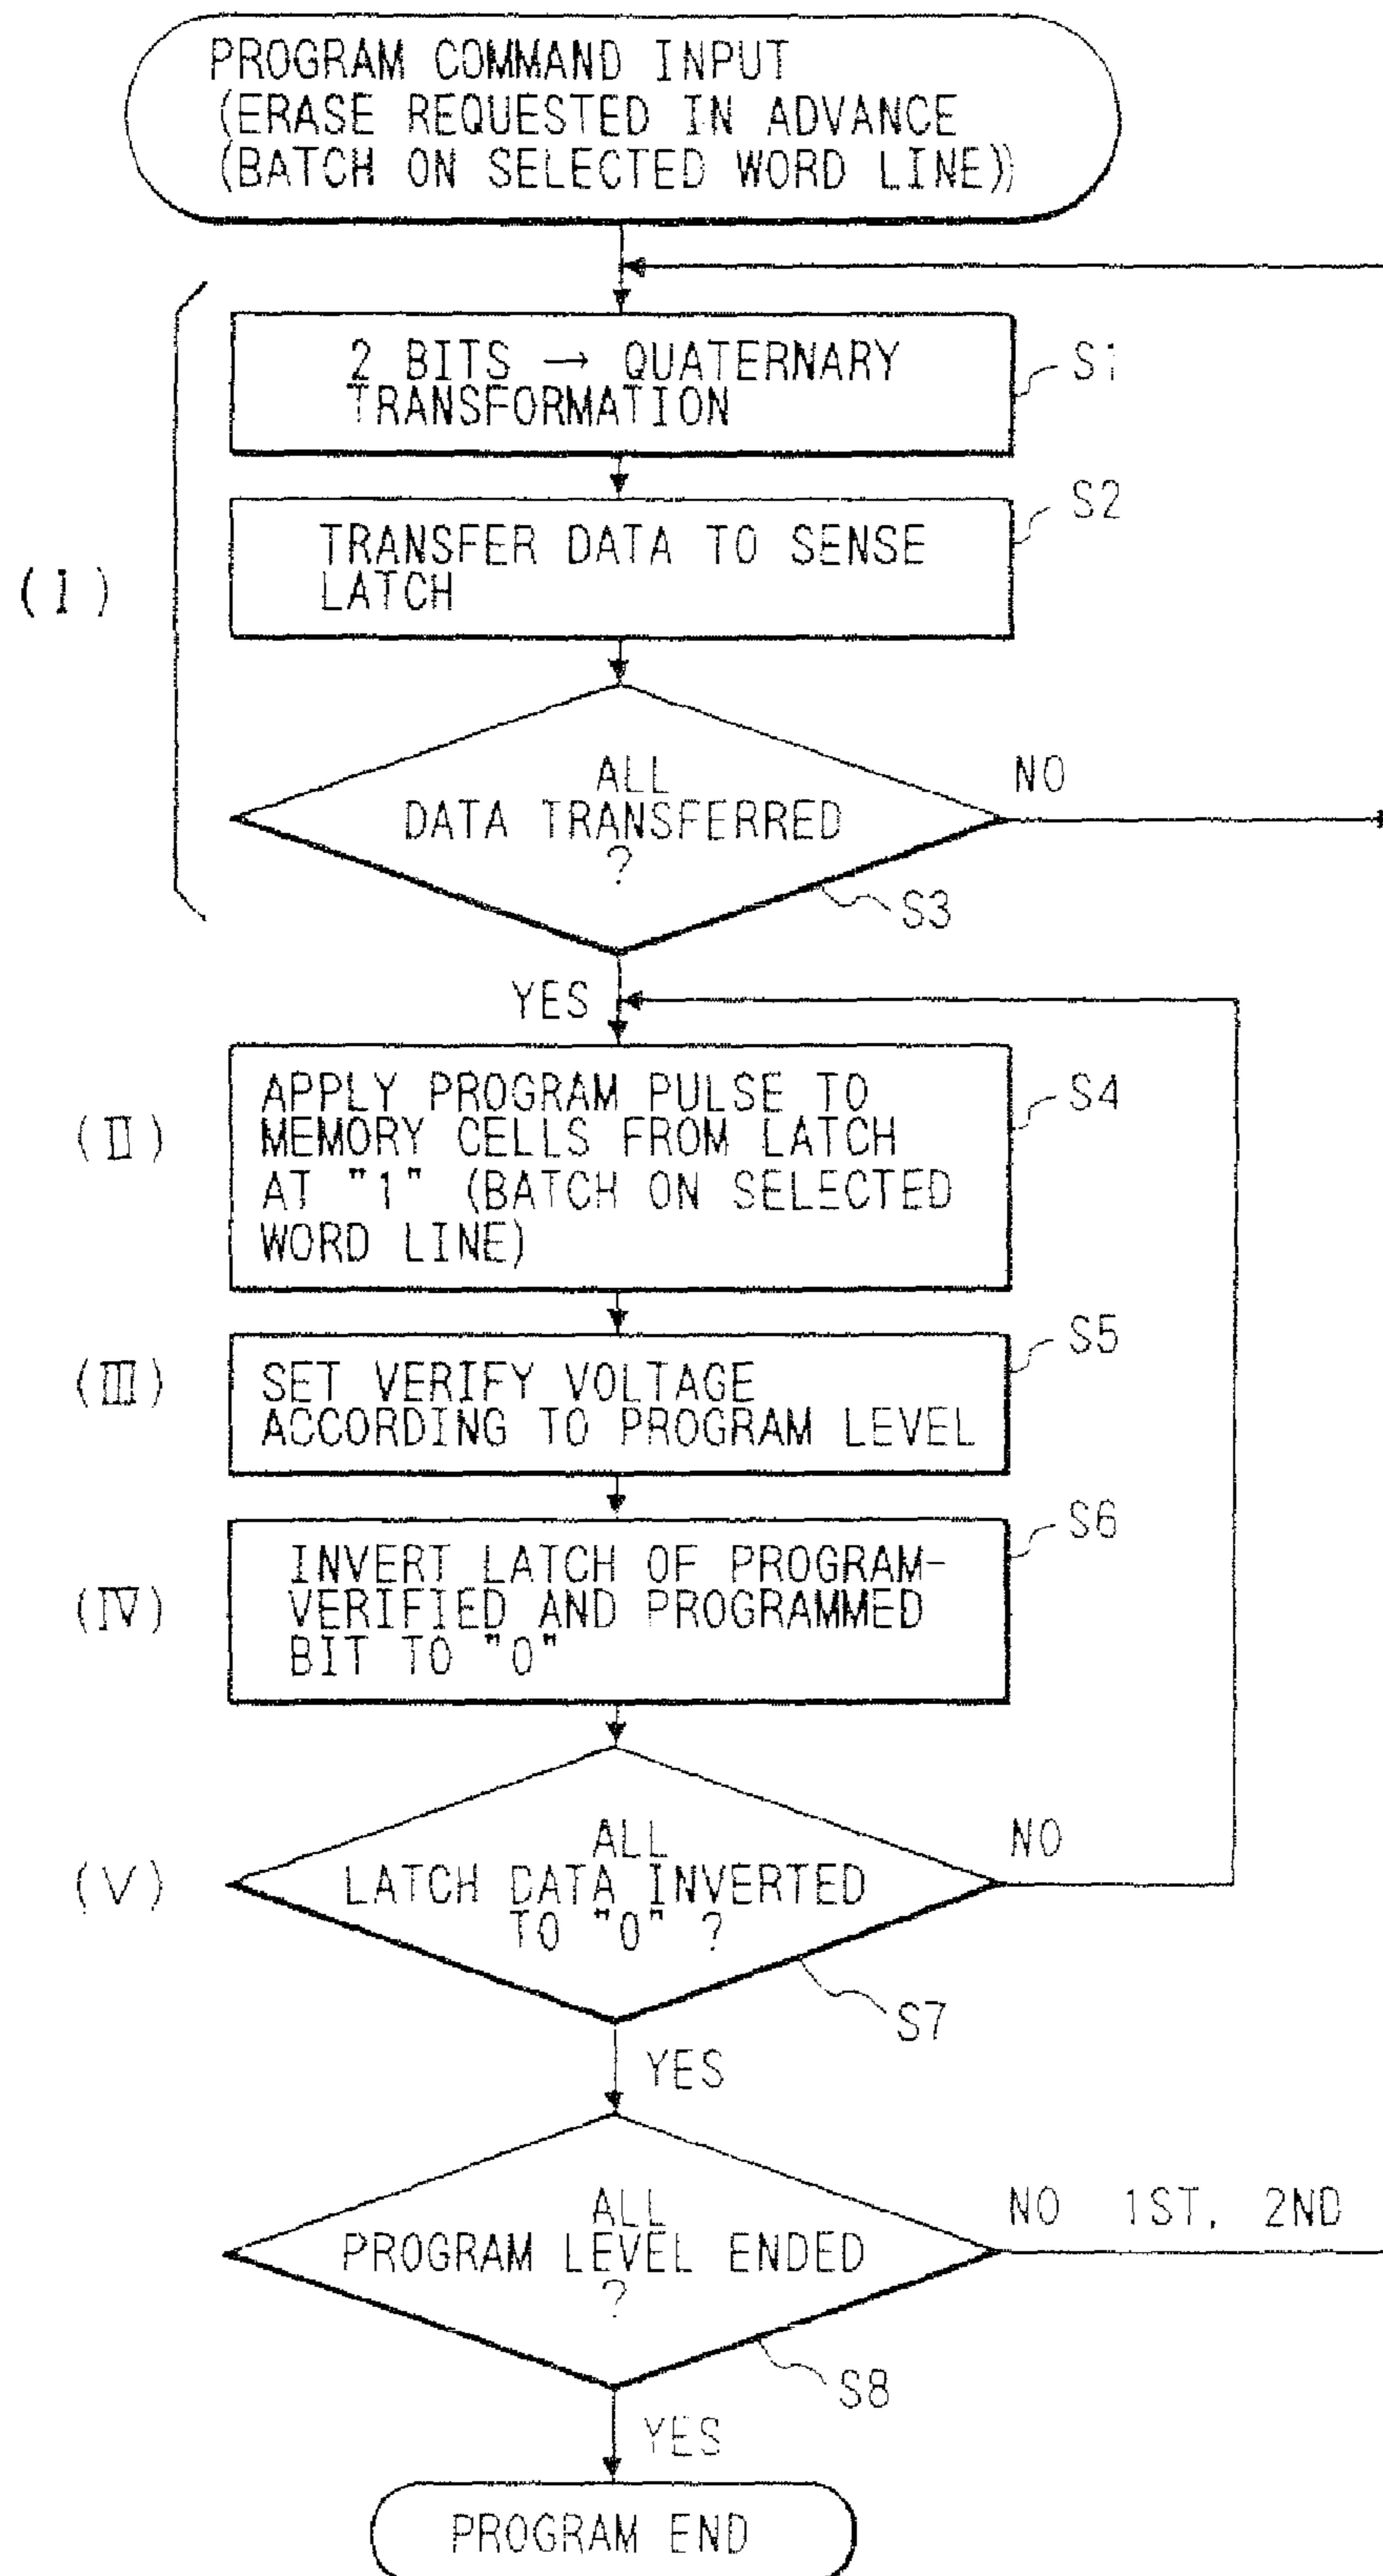 PROGRAM COMMAND INPUT
(ERASE REQUESTED IN ADVANCE
(BATCH ON SELECTED WORD LINE))
2 BITS → QUATERNARY
TRANSFORMATION
S1
TRANSFER DATA TO SENSE
LATCH
S2
(I)
ALL
DATA TRANSFERRED
?
NO
S3
YES
(II)
APPLY PROGRAM PULSE TO
MEMORY CELLS FROM LATCH
AT "1" (BATCH ON SELECTED
WORD LINE)
S4
(III)
SET VERIFY VOLTAGE
ACCORDING TO PROGRAM LEVEL
S5
(IV)
INVERT LATCH OF PROGRAM-
VERIFIED AND PROGRAMMED
BIT TO "0"
S6
(V)
ALL
LATCH DATA INVERTED
TO "0" ?
NO
S7
YES
ALL
PROGRAM LEVEL ENDED
?
NO 1ST, 2ND
S8
YES
PROGRAM END